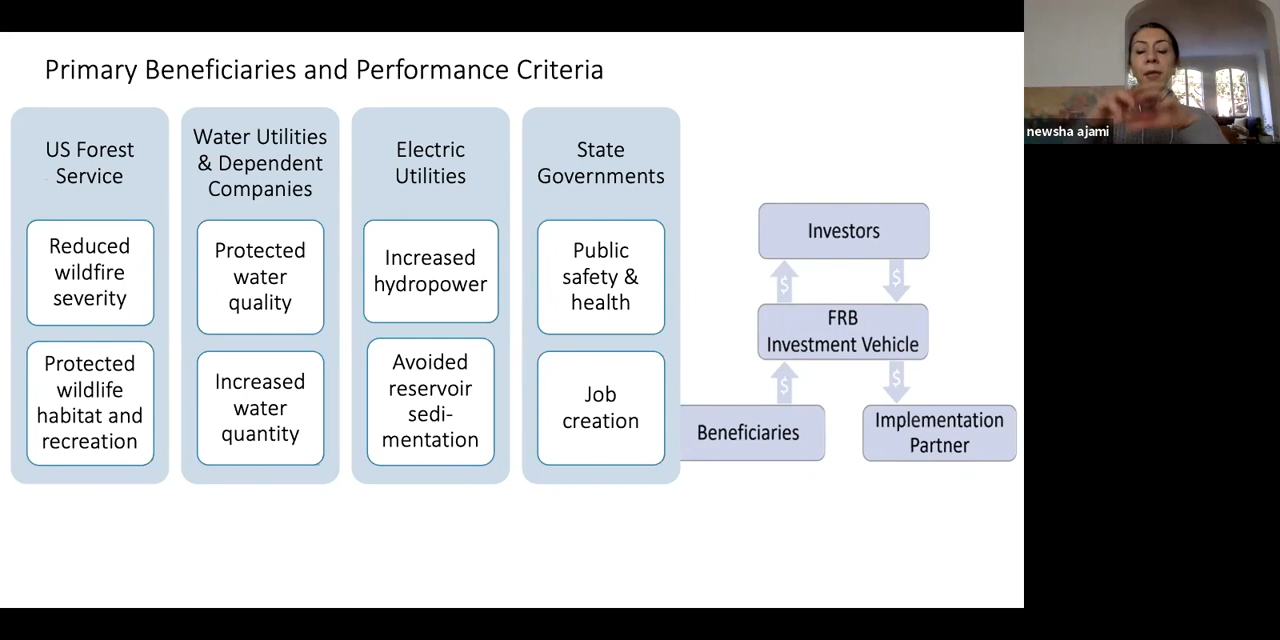 Primary Beneficiaries and Performance Criteria
US Forest
Service
Reduced
wildfire
severity
Protected
wildlife
habitat and
recreation
Water Utilities
& Dependent
Companies
Protected
water
quality
Increased
water
quantity
Electric
Utilities
Increased
hydropower
Avoided
reservoir
sedi-
mentation
State
Governments
Public
safety &
health
Job
creation
Investors
$
$
FRB
Investment Vehicle
$
$
Beneficiaries
Implementation
Partner
newsha ajami